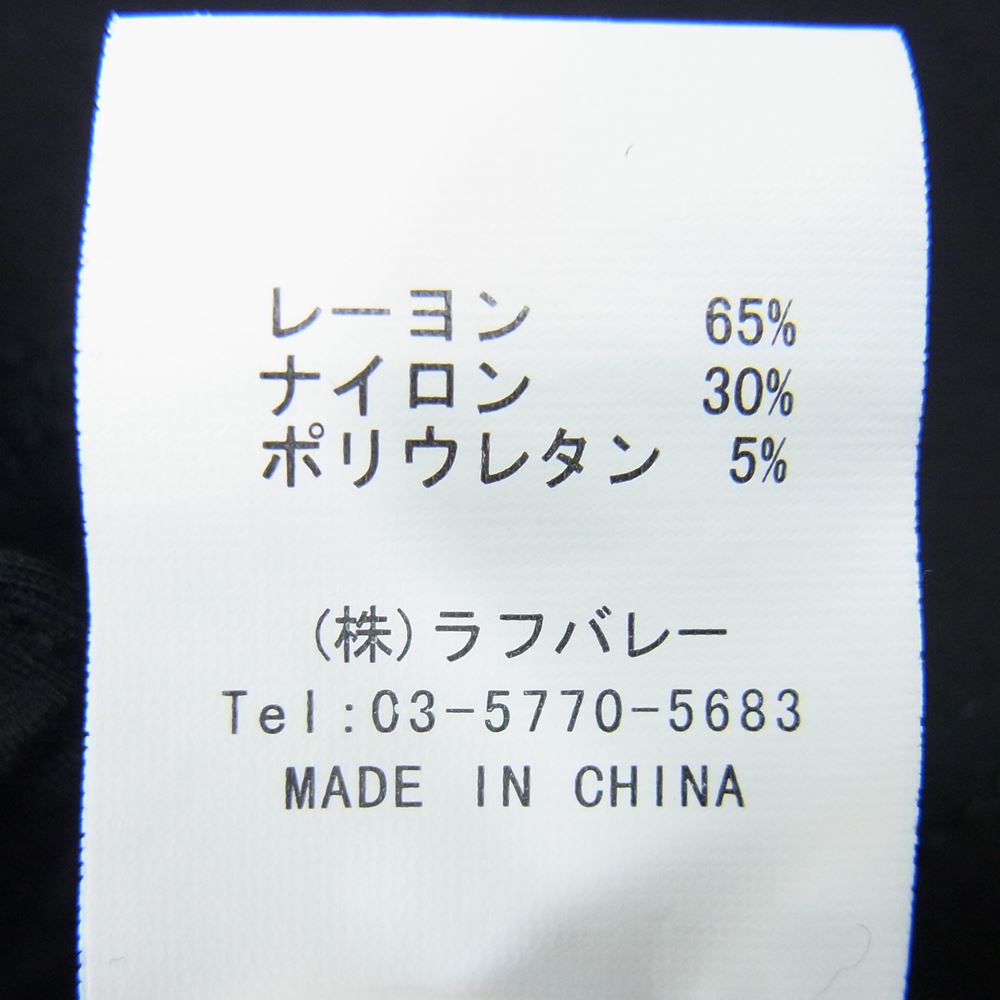 レーヨン 65%
ナイロン 30%
ポリウレタン 5%
(株)ラフバレー
Tel:03-5770-5683
MADE IN CHINA